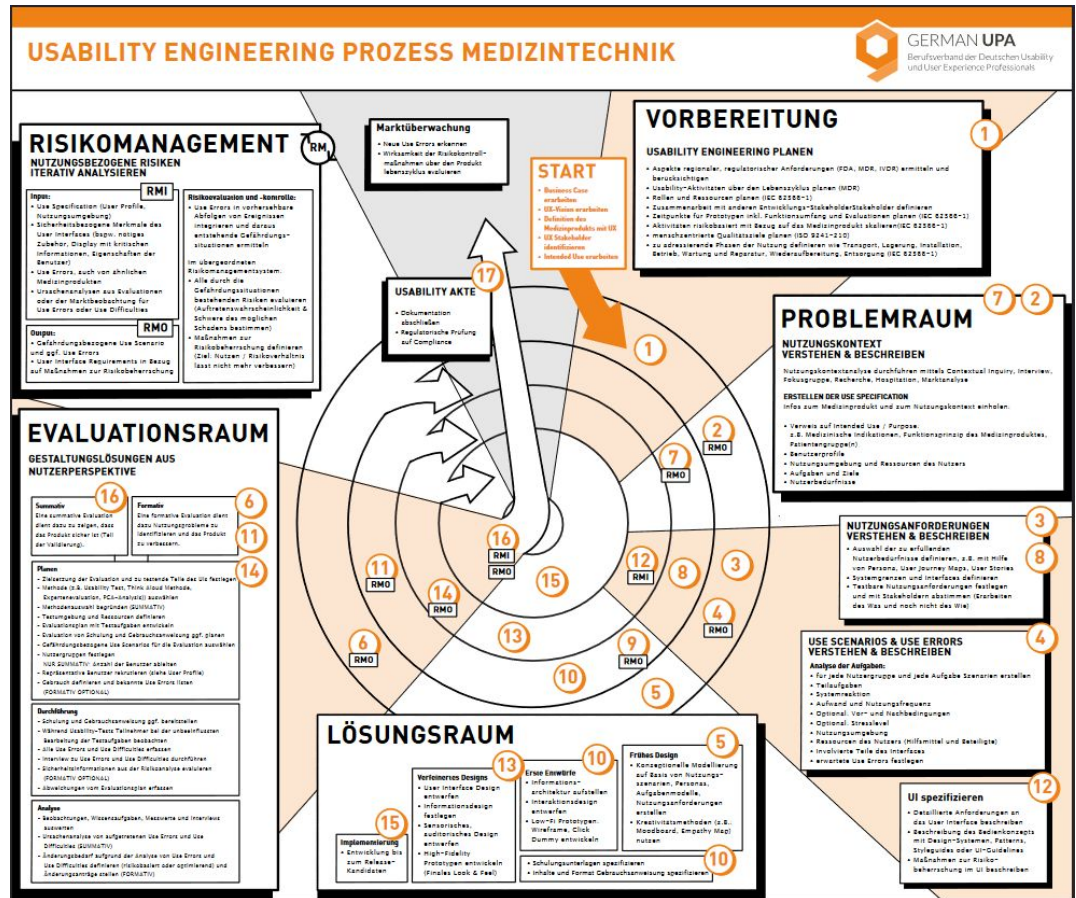 USABILITY ENGINEERING PROZESS MEDIZINTECHNIK
GERMAN UPA
Berufsverband der Deutschen Usability
und User Experience Professionals
RISIKOMANAGEMENT
RM
NUTZUNGSBEZOGENE RISIKEN
ITERATIV ANALYSIEREN
RMI
Input:
• Use Specification (User Profile,
Nutzungsumgebung)
• Sicherheitsbezogene Merkmale des
User Interfaces (bspw. nötiges
Zubehör, Display mit kritischen
Informationen, Eigenschaften der
Benutzer)
• Use Errors, auch von ähnlichen
Medizinprodukten
• Ursachenanalysen aus Evaluationen
oder der Marktbeobachtung für
Use Errors oder Use Difficulties
RMO
Output:
• Gefährdungsbezogene Use Scenario
und ggf. Use Errors
• User Interface Requirements in Bezug
auf Maßnahmen zur Risikobeherrschung
Risikoevaluation und -kontrolle:
• Use Errors in vorhersehbare
Abfolgen von Ereignissen
integrieren und daraus
entstehende Gefährdungs-
situationen ermitteln
Im übergeordneten
Risikomanagementsystem.
• Alle durch die
Gefährdungssituationen
bestehenden Risiken evaluieren
(Auftretenswahrscheinlichkeit &
Schwere des möglichen
Schadens bestimmen)
• Maßnahmen zur
Risikobeherrschung definieren
(Ziel: Nutzen / Risikoverhältnis
lässt nicht mehr verbessern)
Marktüberwachung
• Neue Use Errors erkennen
• Wirksamkeit der Risikokontroll-
maßnahmen über den Produkt
lebenszyklus evaluieren
START
• Business Case
erarbeiten
• UX-Vision erarbeiten
• Definition des
Medizinprodukts mit UX
• UX Stakeholder
identifizieren
• Intended Use erarbeiten
VORBEREITUNG
1
USABILITY ENGINEERING PLANEN
• Aspekte regionaler, regulatorischer Anforderungen (FDA, MDR, IVDR) ermitteln und
berücksichtigen
• Usability-Aktivitäten über den Lebenszyklus planen (MDR)
• Rollen und Ressourcen planen (IEC 62366-1)
• Zusammenarbeit mit anderen Entwicklungs-StakeholderStakeholder definieren
• Zeitpunkte für Prototypen inkl. Funktionsumfang und Evaluationen planen (IEC 62366-1)
• Aktivitäten risikobasiert mit Bezug auf das Medizinprodukt skalieren(IEC 62366-1)
• menschzentrierte Qualitätsziele planen (ISO 9241-210)
• zu adressierende Phasen der Nutzung definieren wie Transport, Lagerung, Installation,
Betrieb, Wartung und Reparatur, Wiederaufbereitung, Entsorgung (IEC 62366-1)
17
USABILITY AKTE
• Dokumentation
abschließen
• Regulatorische Prüfung
auf Compliance
7
2
PROBLEMRAUM
NUTZUNGSKONTEXT
VERSTEHEN & BESCHREIBEN
Nutzungskontextanalyse durchführen mittels Contextual Inquiry, Interview,
Fokusgruppe, Recherche, Hospitation, Marktanalyse
ERSTELLEN DER USE SPECIFICATION
Infos zum Medizinprodukt und zum Nutzungskontext einholen.
• Verweis auf Intended Use / Purpose.
z.B. Medizinische Indikationen, Funktionsprinzip des Medizinproduktes,
Patientengruppe(n)
• Benutzerprofile
• Nutzungsumgebung und Ressourcen des Nutzers
• Aufgaben und Ziele
• Nutzerbedürfnisse
1
2
RMO
7
RMO
16
RMI
RMO
12
RMI
8
3
11
RMO
14
RMO
15
4
RMO
6
RMO
13
9
RMO
10
5
EVALUATIONSRAUM
GESTALTUNGSLÖSUNGEN AUS
NUTZERPERSPEKTIVE
16
Summativ
Eine summative Evaluation
dient dazu zu zeigen, dass
das Produkt sicher ist (Teil
der Validierung).
6
11
Formativ
Eine formative Evaluation dient
dazu Nutzungsprobleme zu
identifizieren und das Produkt
zu verbessern.
14
Planen
- Zielsetzung der Evaluation und zu testende Teile des UIs festlegen
- Methode (z.B. Usability Test, Think Aloud Methode,
Expertenevaluation, PCA-Analysis)) auswählen
- Methodenauswahl begründen (SUMMATIV)
- Testumgebung und Ressourcen definieren
- Evaluationsplan mit Testaufgaben entwickeln
- Evaluation von Schulung und Gebrauchsanweisung ggf. planen
- Gefährdungsbezogene Use Scenarios für die Evaluation auswählen
- Nutzergruppen festlegen
NUR SUMMATIV: Anzahl der Benutzer ableiten
- Repräsentative Benutzer rekrutieren (siehe User Profile)
- Gebrauch definieren und bekannte Use Errors listen
(FORMATIV OPTIONAL)
Durchführung
- Schulung und Gebrauchsanweisung ggf. bereitstellen
- Während Usability-Tests Teilnehmer bei der unbeeinflussten
Bearbeitung der Testaufgaben beobachten
- Alle Use Errors und Use Difficulties erfassen
- Interview zu Use Errors und Use Difficulties durchführen
- Sicherheitsinformationen aus der Risikoanalyse evaluieren
(FORMATIV OPTIONAL)
- Abweichungen vom Evaluationsplan erfassen
Analyse
- Beobachtungen, Wissensaufgaben, Messwerte und Interviews
auswerten
- Ursachenanalyse von aufgetretenen Use Errors und Use
Difficulties (SUMMATIV)
- Änderungsbedarf aufgrund der Analyse von Use Errors und
Use Difficulties definieren (risikobasiert oder optimierend) und
Änderungsanträge stellen (FORMATIV)
3
8
NUTZUNGSANFORDERUNGEN
VERSTEHEN & BESCHREIBEN
• Auswahl der zu erfüllenden
Nutzerbedürfnisse definieren, z.B. mit Hilfe
von Persona, User Journey Maps, User Stories
• Systemgrenzen und Interfaces definieren
• Testbare Nutzungsanforderungen festlegen
und mit Stakeholdern abstimmen (Erarbeiten
des Was und noch nicht des Wie)
4
USE SCENARIOS & USE ERRORS
VERSTEHEN & BESCHREIBEN
Analyse der Aufgaben:
• für jede Nutzergruppe und jede Aufgabe Szenarien erstellen
• Teilaufgaben
• Systemreaktion
• Aufwand und Nutzungsfrequenz
• Optional. Vor- und Nachbedingungen
• Optional. Stresslevel
• Nutzungsumgebung
• Ressourcen des Nutzers (Hilfsmittel und Beteiligte)
• Involvierte Teile des Interfaces
• erwartete Use Errors festlegen
12
UI spezifizieren
• Detaillierte Anforderungen an
das User Interface beschreiben
• Beschreibung des Bedienkonzepts
mit Design-Systemen, Patterns,
Styleguides oder UI-Guidelines
• Maßnahmen zur Risiko-
beherrschung im UI beschreiben
LÖSUNGSRAUM
15
Implementierung
• Entwicklung bis
zum Release-
Kandidaten
13
Verfeinertes Designs
• User Interface Design
entwerfen
• Informationsdesign
festlegen
• Sensorisches,
auditorisches Design
entwerfen
• High-Fidelity
Prototypen entwickeln
(Finales Look & Feel)
10
Erste Entwürfe
• Informations-
architektur aufstellen
• Interaktionsdesign
entwerfen
• Low-Fi Prototypen.
Wireframe, Click
Dummy entwickeln
5
Frühes Design
• Konzeptionelle Modellierung
auf Basis von Nutzungs-
szenarien, Personas,
Aufgabenmodelle,
Nutzungsanforderungen
erstellen
• Kreativitätsmethoden (z.B..
Moodboard, Empathy Map)
nutzen
10
• Schulungsunterlagen spezifizieren
• Inhalte und Format Gebrauchsanweisung spezifizieren